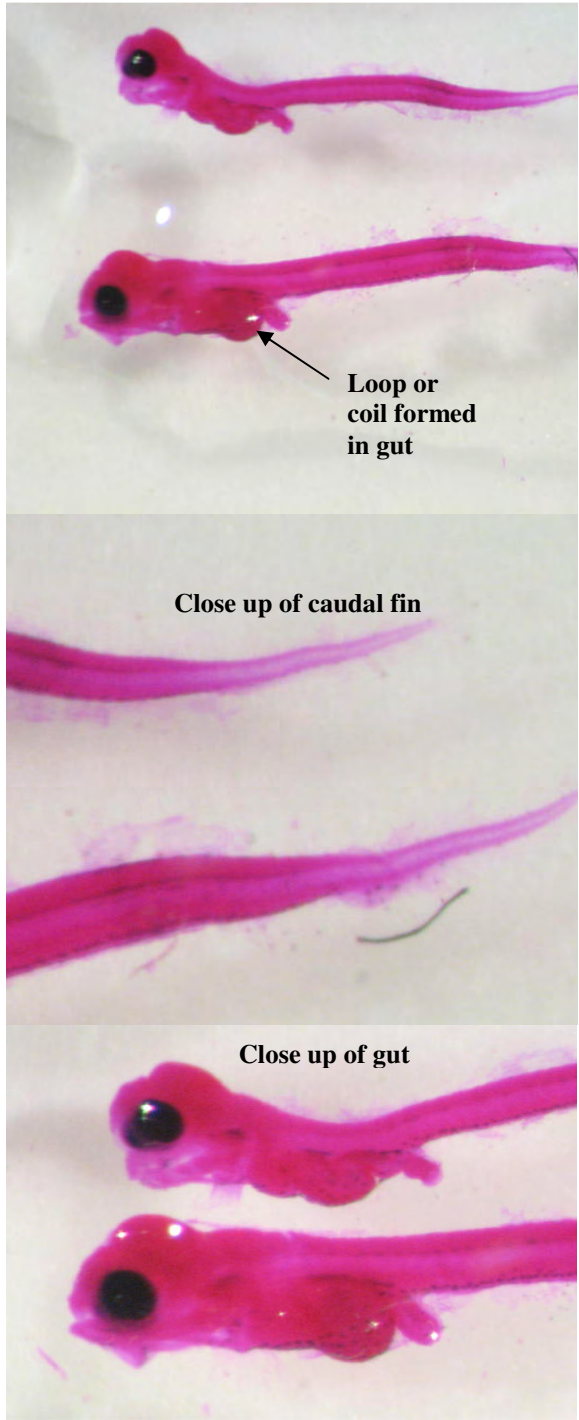 Loop or
coil formed
in gut
Close up of caudal fin
Close up of gut